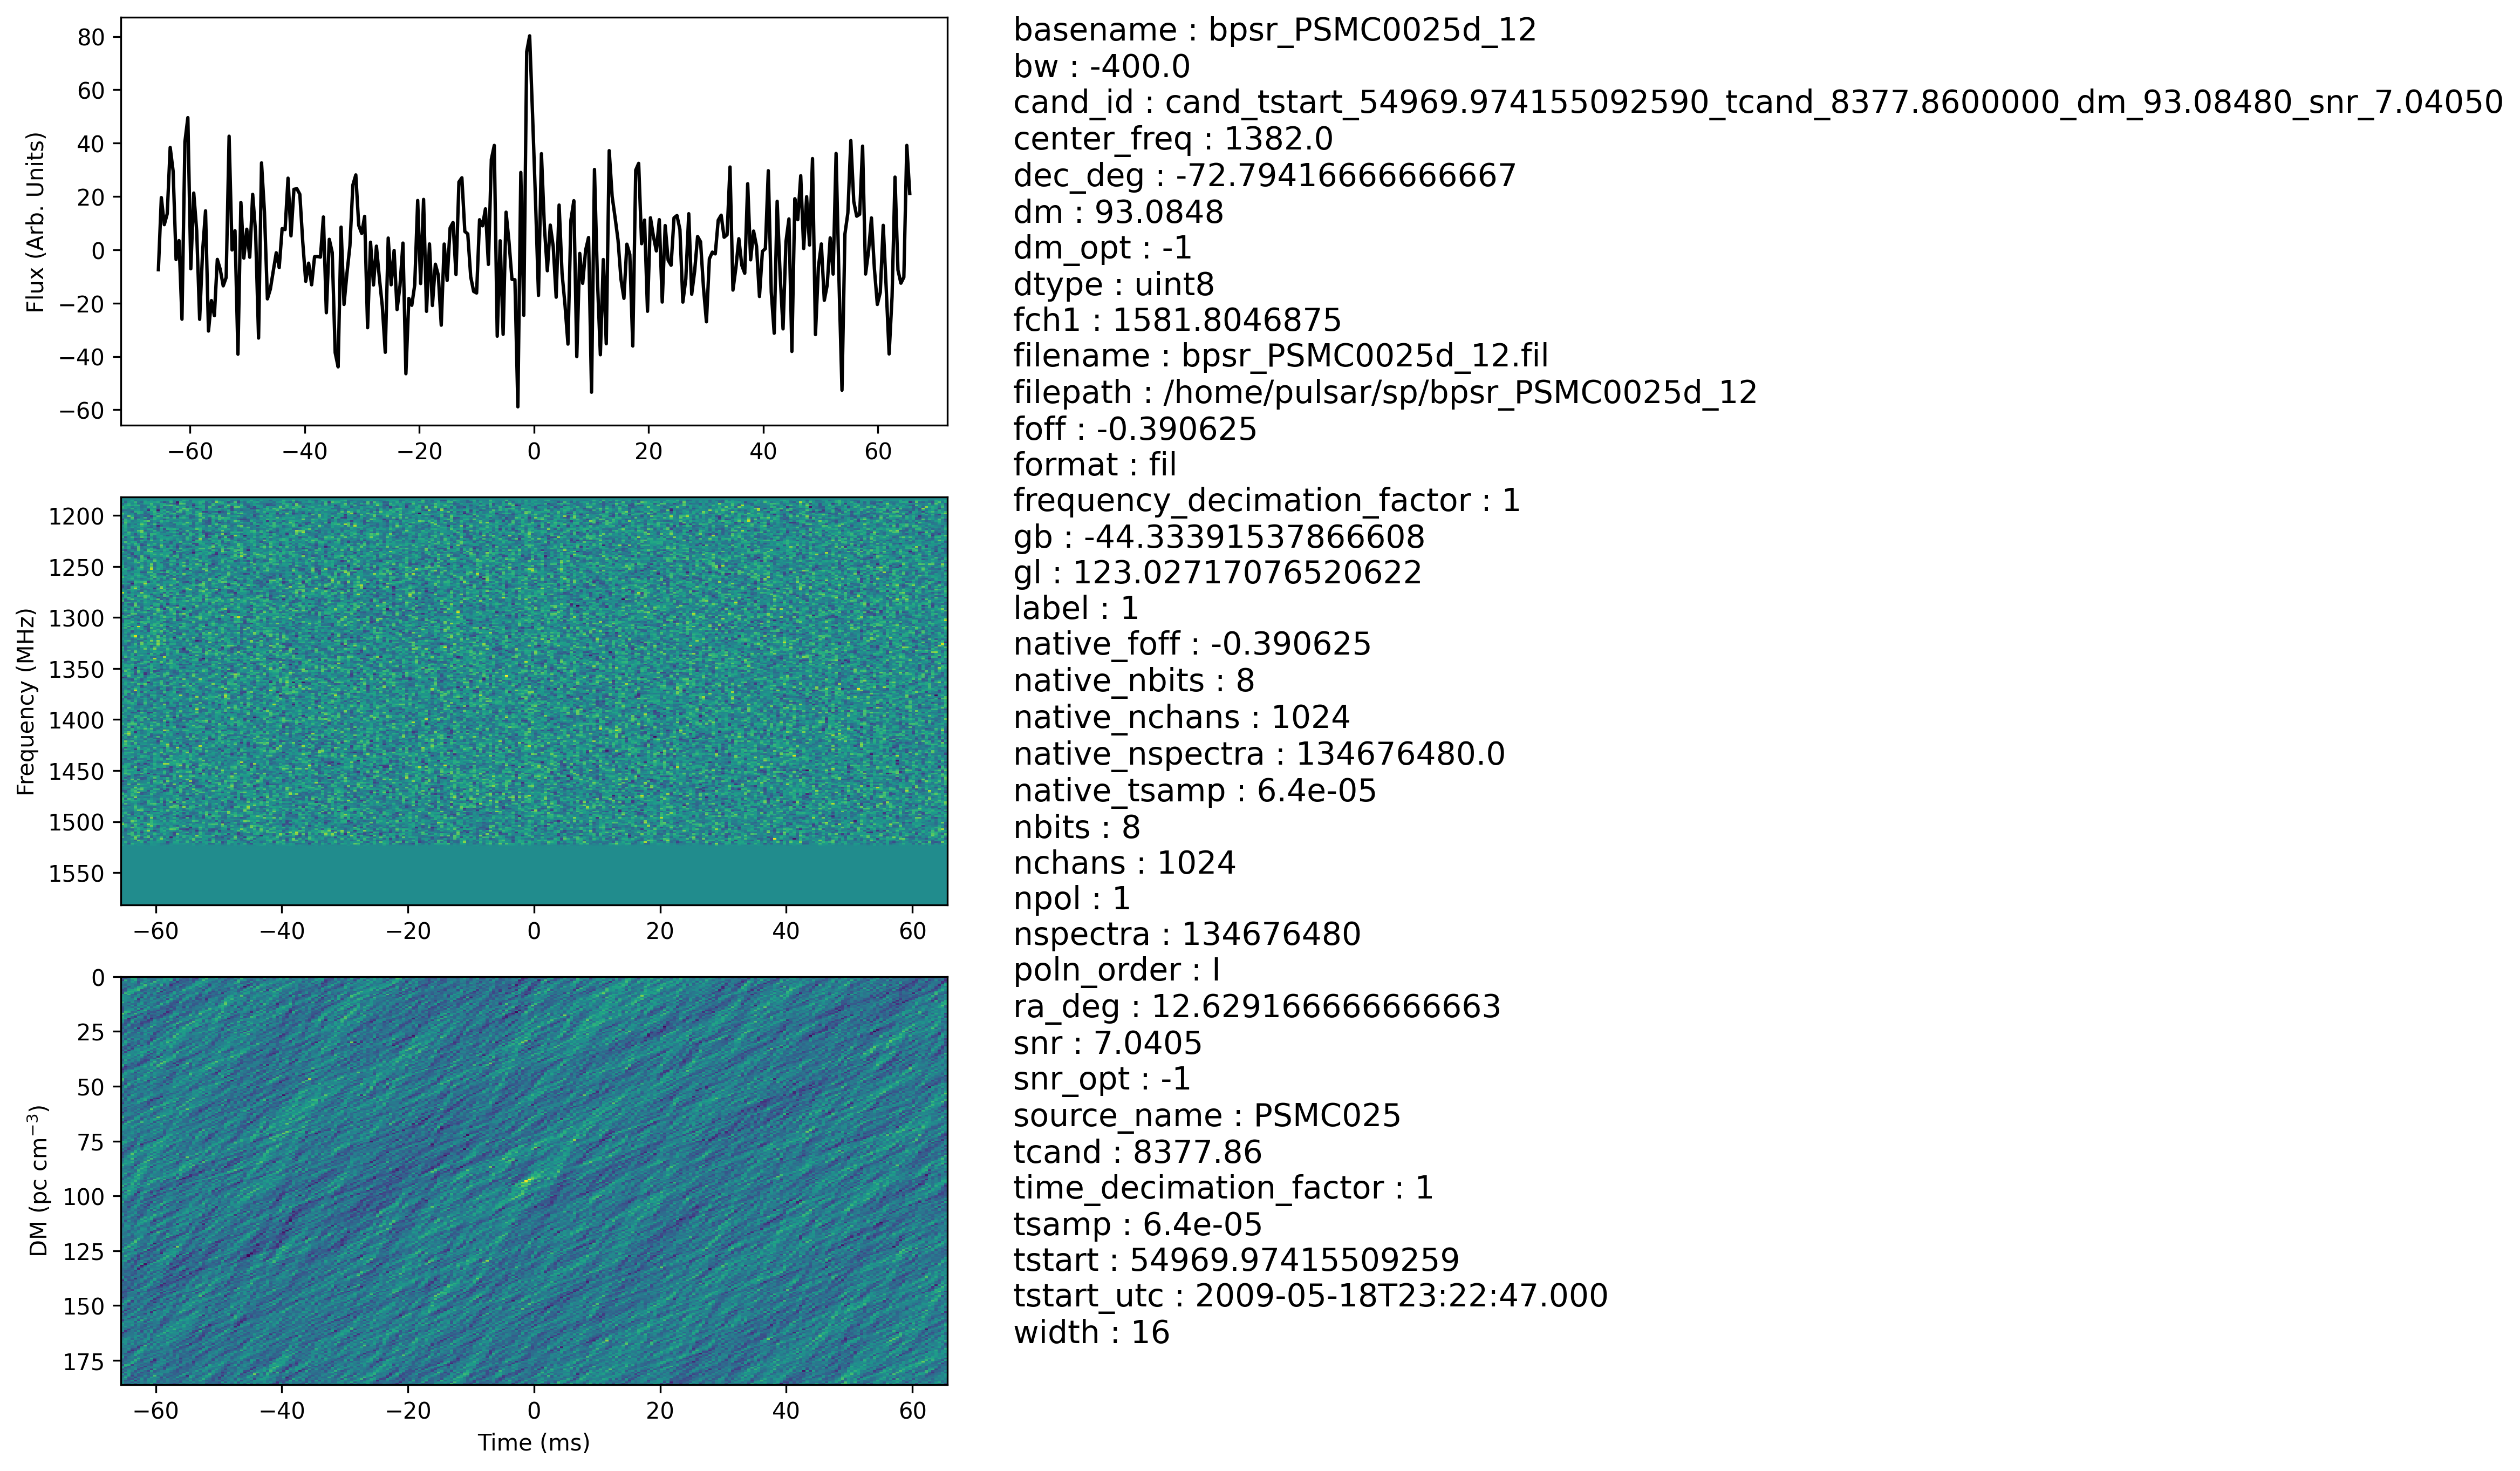 80
60
40
20
0
−20
−40
−60
Flux (Arb. Units)
−60 −40 −20 0 20 40 60
1200
1250
1300
1350
1400
1450
1500
1550
Frequency (MHz)
−60 −40 −20 0 20 40 60
0
25
50
75
100
125
150
175
DM (pc cm⁻³)
−60 −40 −20 0 20 40 60
Time (ms)
basename : bpsr_PSMC0025d_12
bw : -400.0
cand_id : cand_tstart_54969.974155092590_tcand_8377.8600000_dm_93.08480_snr_7.04050
center_freq : 1382.0
dec_deg : -72.79416666666667
dm : 93.0848
dm_opt : -1
dtype : uint8
fch1 : 1581.8046875
filename : bpsr_PSMC0025d_12.fil
filepath : /home/pulsar/sp/bpsr_PSMC0025d_12
foff : -0.390625
format : fil
frequency_decimation_factor : 1
gb : -44.33391537866608
gl : 123.02717076520622
label : 1
native_foff : -0.390625
native_nbits : 8
native_nchans : 1024
native_nspectra : 134676480.0
native_tsamp : 6.4e-05
nbits : 8
nchans : 1024
npol : 1
nspectra : 134676480
poln_order : I
ra_deg : 12.629166666666663
snr : 7.0405
snr_opt : -1
source_name : PSMC025
tcand : 8377.86
time_decimation_factor : 1
tsamp : 6.4e-05
tstart : 54969.97415509259
tstart_utc : 2009-05-18T23:22:47.000
width : 16